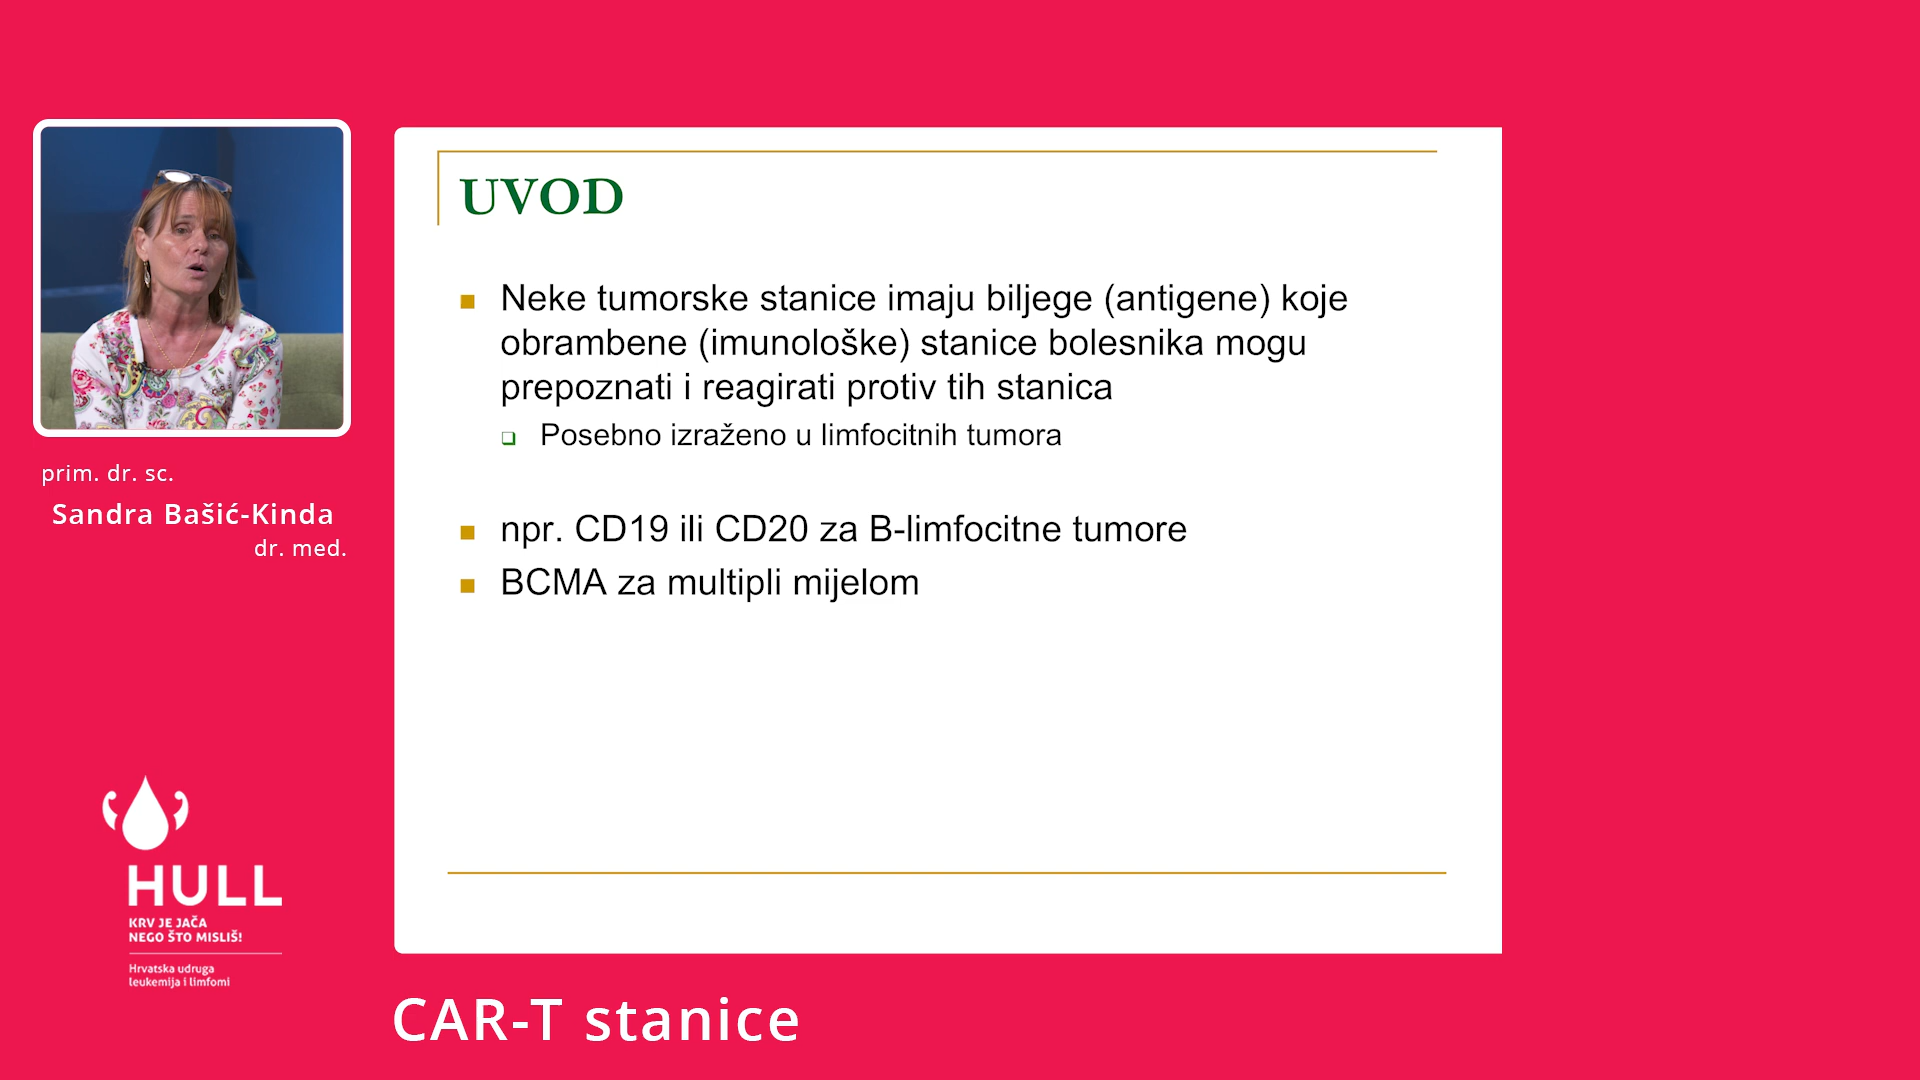 prim. dr. sc.
Sandra Bašić-Kinda
dr. med.
HULL
KRV JE JAČA
NEGO ŠTO MISLIŠ!
Hrvatska udruga
leukemija i limfomi
UVOD
Neke tumorske stanice imaju biljege (antigene) koje
obrambene (imunološke) stanice bolesnika mogu
prepoznati i reagirati protiv tih stanica
Posebno izraženo u limfocitnih tumora
npr. CD19 ili CD20 za B-limfocitne tumore
BCMA za multipli mijelom
CAR-T stanice